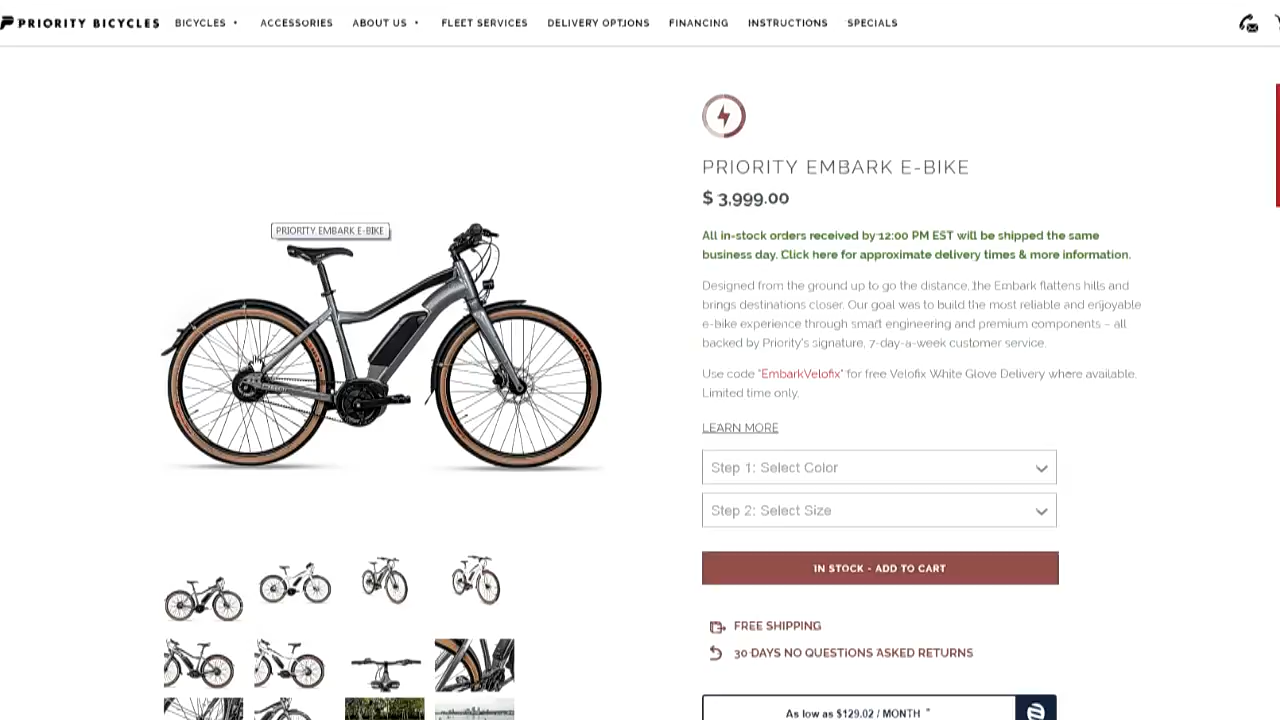 PRIORITY BICYCLES BICYCLES ACCESSORIES ABOUT US FLEET SERVICES DELIVERY OPTIONS FINANCING INSTRUCTIONS SPECIALS
PRIORITY EMBARK E-BIKE
$ 3,999.00
All in-stock orders received by 12:00 PM EST will be shipped the same
business day. Click here for approximate delivery times & more information.
Designed from the ground up to go the distance, the Embark flattens hills and
brings destinations closer. Our goal was to build the most reliable and enjoyable
e-bike experience through smart engineering and premium components – all
backed by Priority's signature, 7-day-a-week customer service.
Use code "EmbarkVelofix" for free Velofix White Glove Delivery where available.
Limited time only.
LEARN MORE
Step 1: Select Color
Step 2: Select Size
IN STOCK - ADD TO CART
FREE SHIPPING
30 DAYS NO QUESTIONS ASKED RETURNS
As low as $129.02 / MONTH *
PRIORITY EMBARK E-BIKE